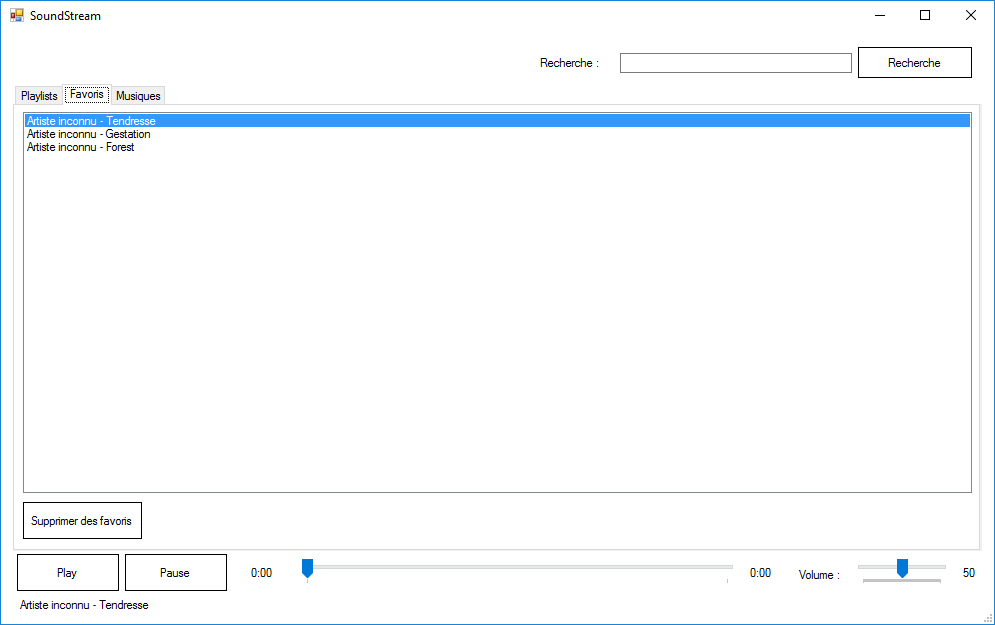 SoundStream
Recherche :
Recherche
Playlists Favoris Musiques
Artiste inconnu - Tendresse
Artiste inconnu - Gestation
Artiste inconnu - Forest
Supprimer des favoris
Play Pause 0:00 0:00 Volume : 50
Artiste inconnu - Tendresse